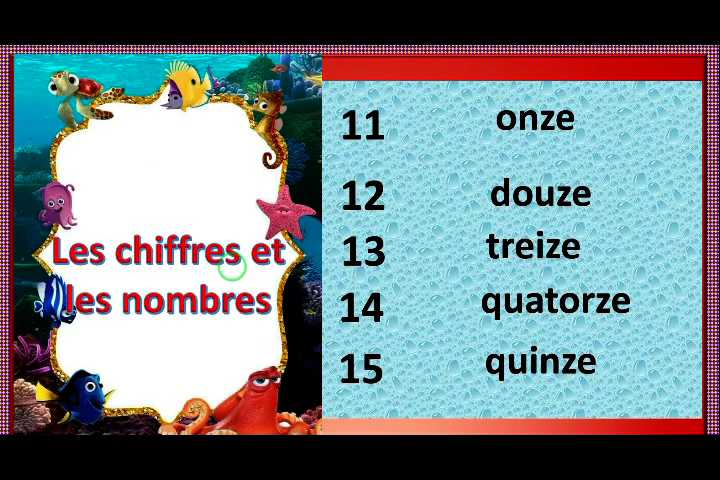 Les chiffres et
les nombres
11 onze
12 douze
13 treize
14 quatorze
15 quinze